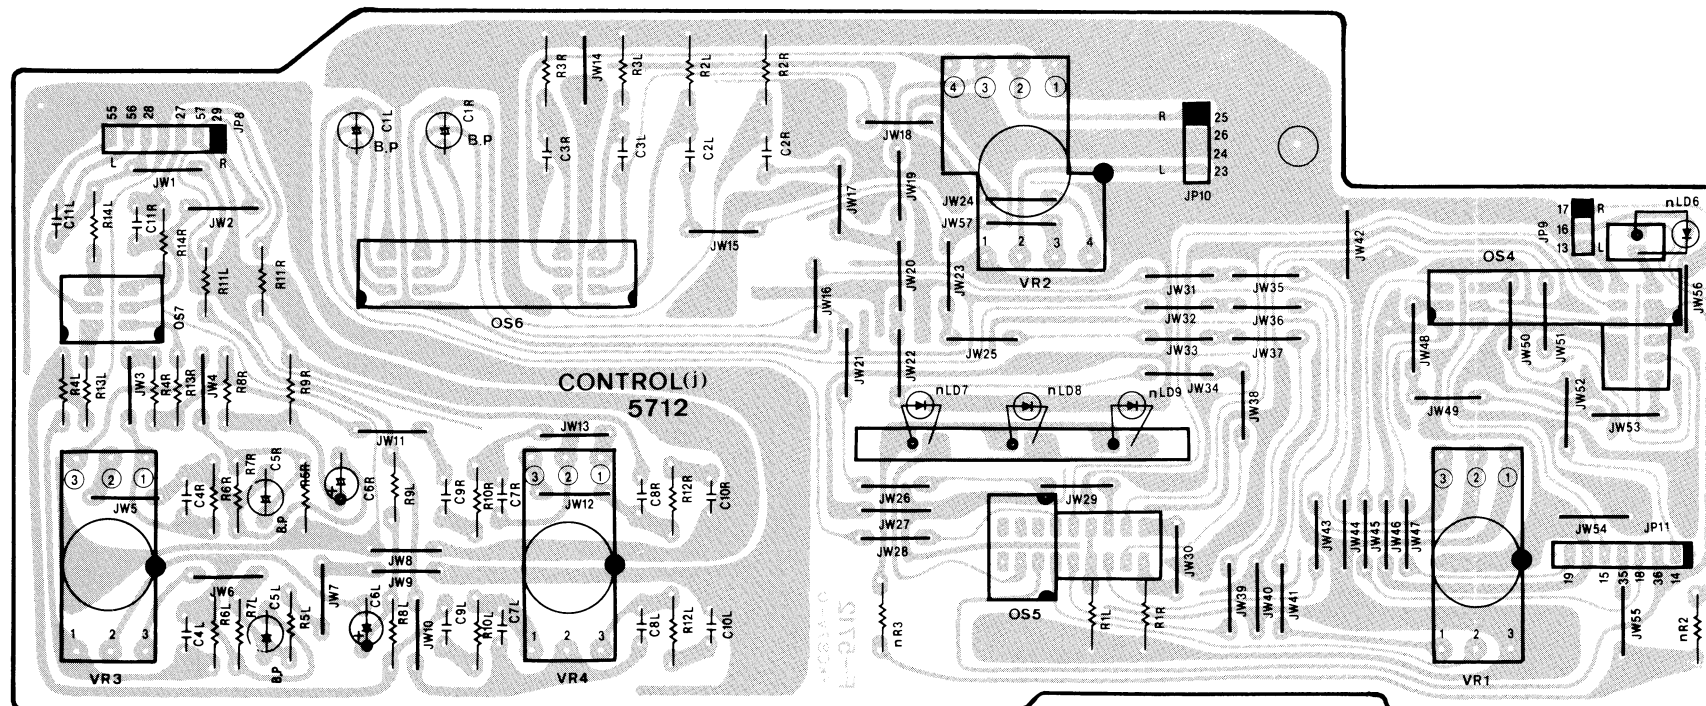 R3R JW14 R3L R2L R2R
④ ③ ② ①
55 56 28 27 57 29 JP8
C1L C1R
B.P B.P
C3R C3L C2L C2R
JW18
R 25
26
24
L 23
JP10
L R
JW1
C11L R14L C11R R14R
JW2
JW17 JW19
JW24
JW57
1 2 3 4
VR2
JW15
JW42
17 R
16
13 L
JP9
nLD6
OS4
R11L R11R
OS7
OS6
JW16 JW20 JW23
JW31 JW35
JW32 JW36
JW33 JW37
JW34
JW25
JW21 JW22
JW38
JW48 JW50 JW51 JW56
JW49 JW52 JW53
R4L R13L JW3 R4R R13R JW4 R8R R9R
CONTROL(j)
5712
nLD7 nLD8 nLD9
JW11 JW13
③ ② ①
JW5
C4R R6R R7R C5R R5R C6R R9L C9R R10R C7R
B.P
③ ② ①
JW12
C8R R12R C10R
JW26 JW29
JW27
JW28
JW30
JW43 JW44 JW45 JW46 JW47
③ ② ①
JW54 JP11
19 15 35 18 36 14
JW8
JW9
JW6 JW7
C4L R6L R7L C5L R5L C6L R8L JW10 C9L R10L C7L
B.P
C8L R12L C10L
1 2 3
VR3
1 2 3
VR4
nR3
F-5712
OS5
R1L R1R
JW39 JW40 JW41
1 2 3
VR1
JW55 nR2